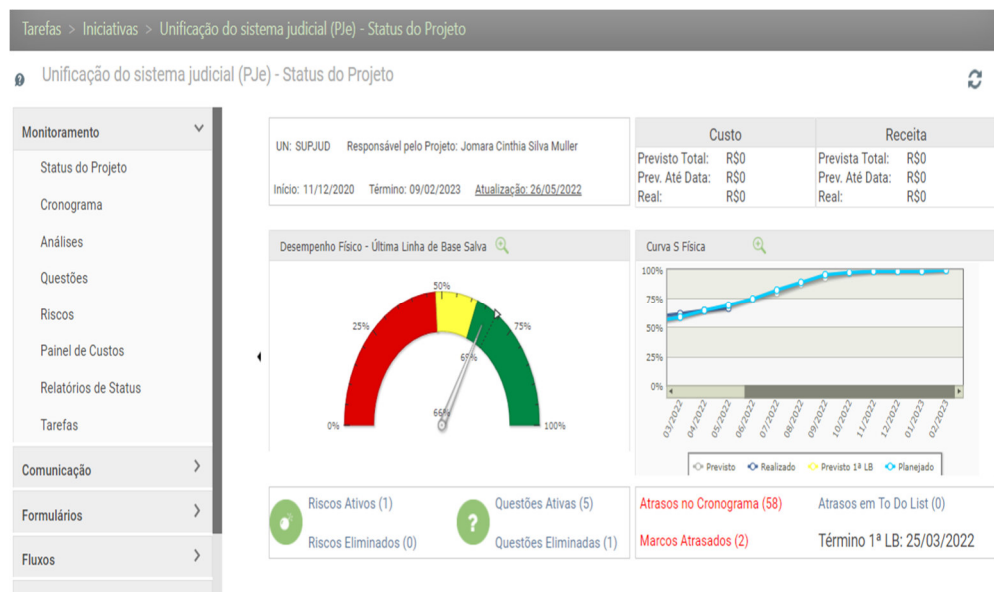 Tarefas > Iniciativas > Unificação do sistema judicial (PJe) - Status do Projeto
Unificação do sistema judicial (PJe) - Status do Projeto
Monitoramento
Status do Projeto
Cronograma
Análises
Questões
Riscos
Painel de Custos
Relatórios de Status
Tarefas
Comunicação
Formulários
Fluxos
UN: SUPJUD Responsável pelo Projeto: Jomara Cinthia Silva Muller
Início: 11/12/2020 Término: 09/02/2023 Atualização: 26/05/2022
Custo Receita
Previsto Total: R$0 Prevista Total: R$0
Prev. Até Data: R$0 Prev. Até Data: R$0
Real: R$0 Real: R$0
Desempenho Físico - Última Linha de Base Salva
50%
25% 75%
66%
0% 100%
Curva S Física
100%
75%
50%
25%
0%
03/2022 04/2022 05/2022 06/2022 07/2022 08/2022 09/2022 10/2022 11/2022 12/2022 01/2023 02/2023
Previsto Realizado Previsto 1ª LB Planejado
Riscos Ativos (1) Questões Ativas (5)
Riscos Eliminados (0) Questões Eliminadas (1)
Atrasos no Cronograma (58) Atrasos em To Do List (0)
Marcos Atrasados (2) Término 1ª LB: 25/03/2022